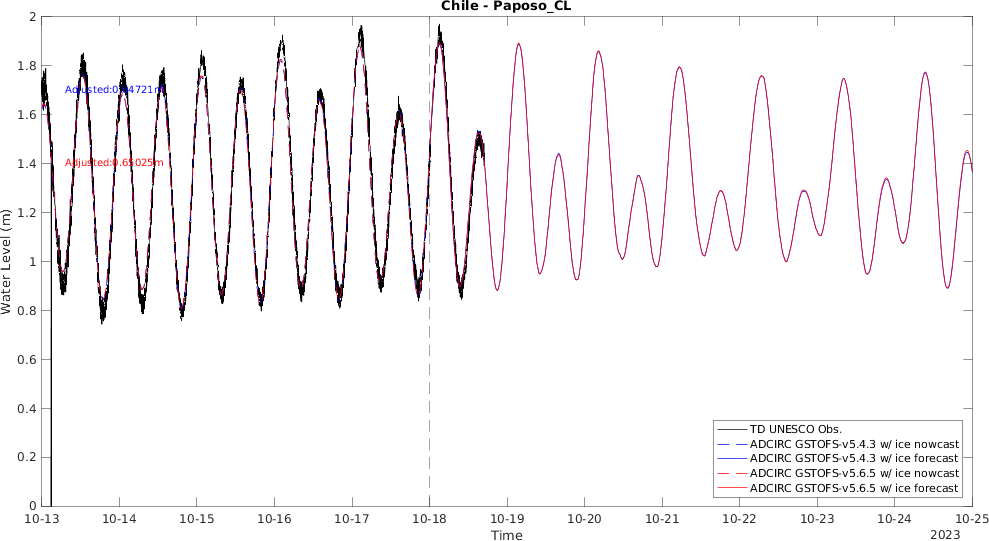 Chile - Paposo_CL
Water Level (m)
2
1.8
1.6
1.4
1.2
1
0.8
0.6
0.4
0.2
0
Adjusted:0.65025m
TD UNESCO Obs.
ADCIRC GSTOFS-v5.4.3 w/ ice nowcast
ADCIRC GSTOFS-v5.4.3 w/ ice forecast
ADCIRC GSTOFS-v5.6.5 w/ ice nowcast
ADCIRC GSTOFS-v5.6.5 w/ ice forecast
10-13 10-14 10-15 10-16 10-17 10-18 10-19 10-20 10-21 10-22 10-23 10-24 10-25
Time
2023